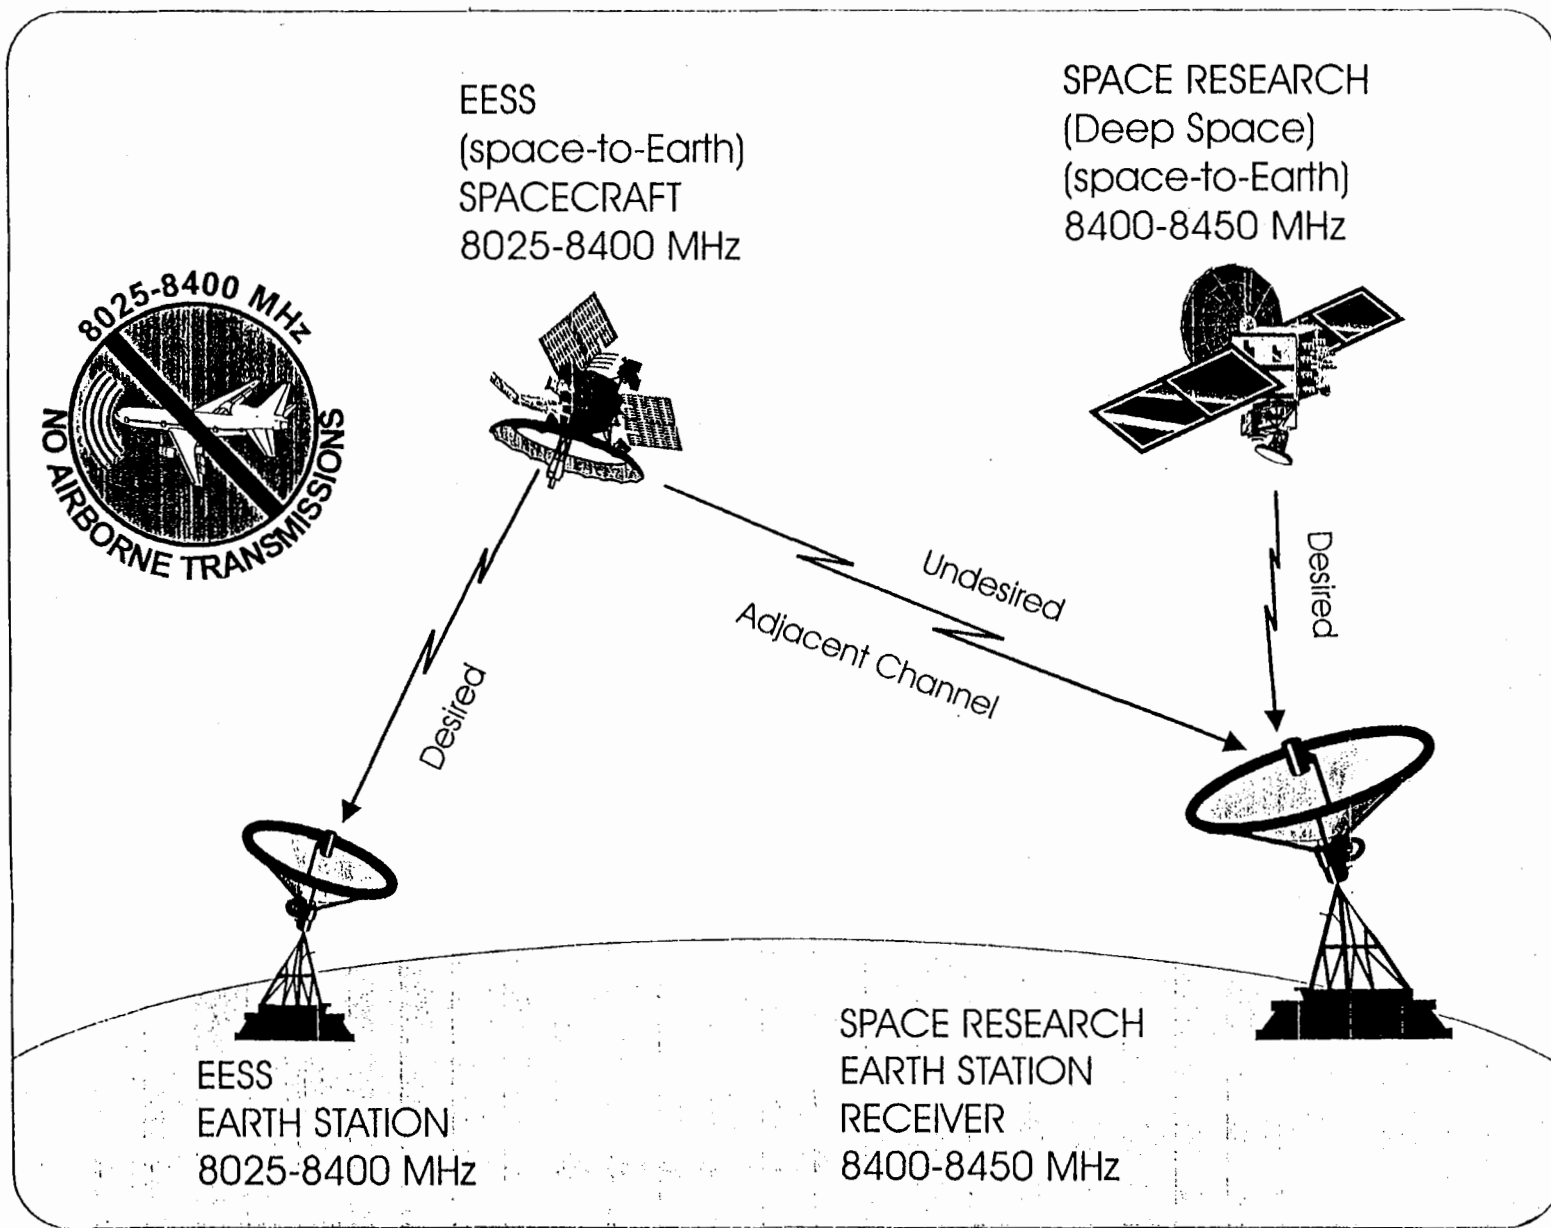 EESS
(space-to-Earth)
SPACECRAFT
8025-8400 MHz
SPACE RESEARCH
(Deep Space)
(space-to-Earth)
8400-8450 MHz
8025-8400 MHz
NO AIRBORNE TRANSMISSIONS
Desired
Undesired
Adjacent Channel
Desired
EESS
EARTH STATION
8025-8400 MHz
SPACE RESEARCH
EARTH STATION
RECEIVER
8400-8450 MHz